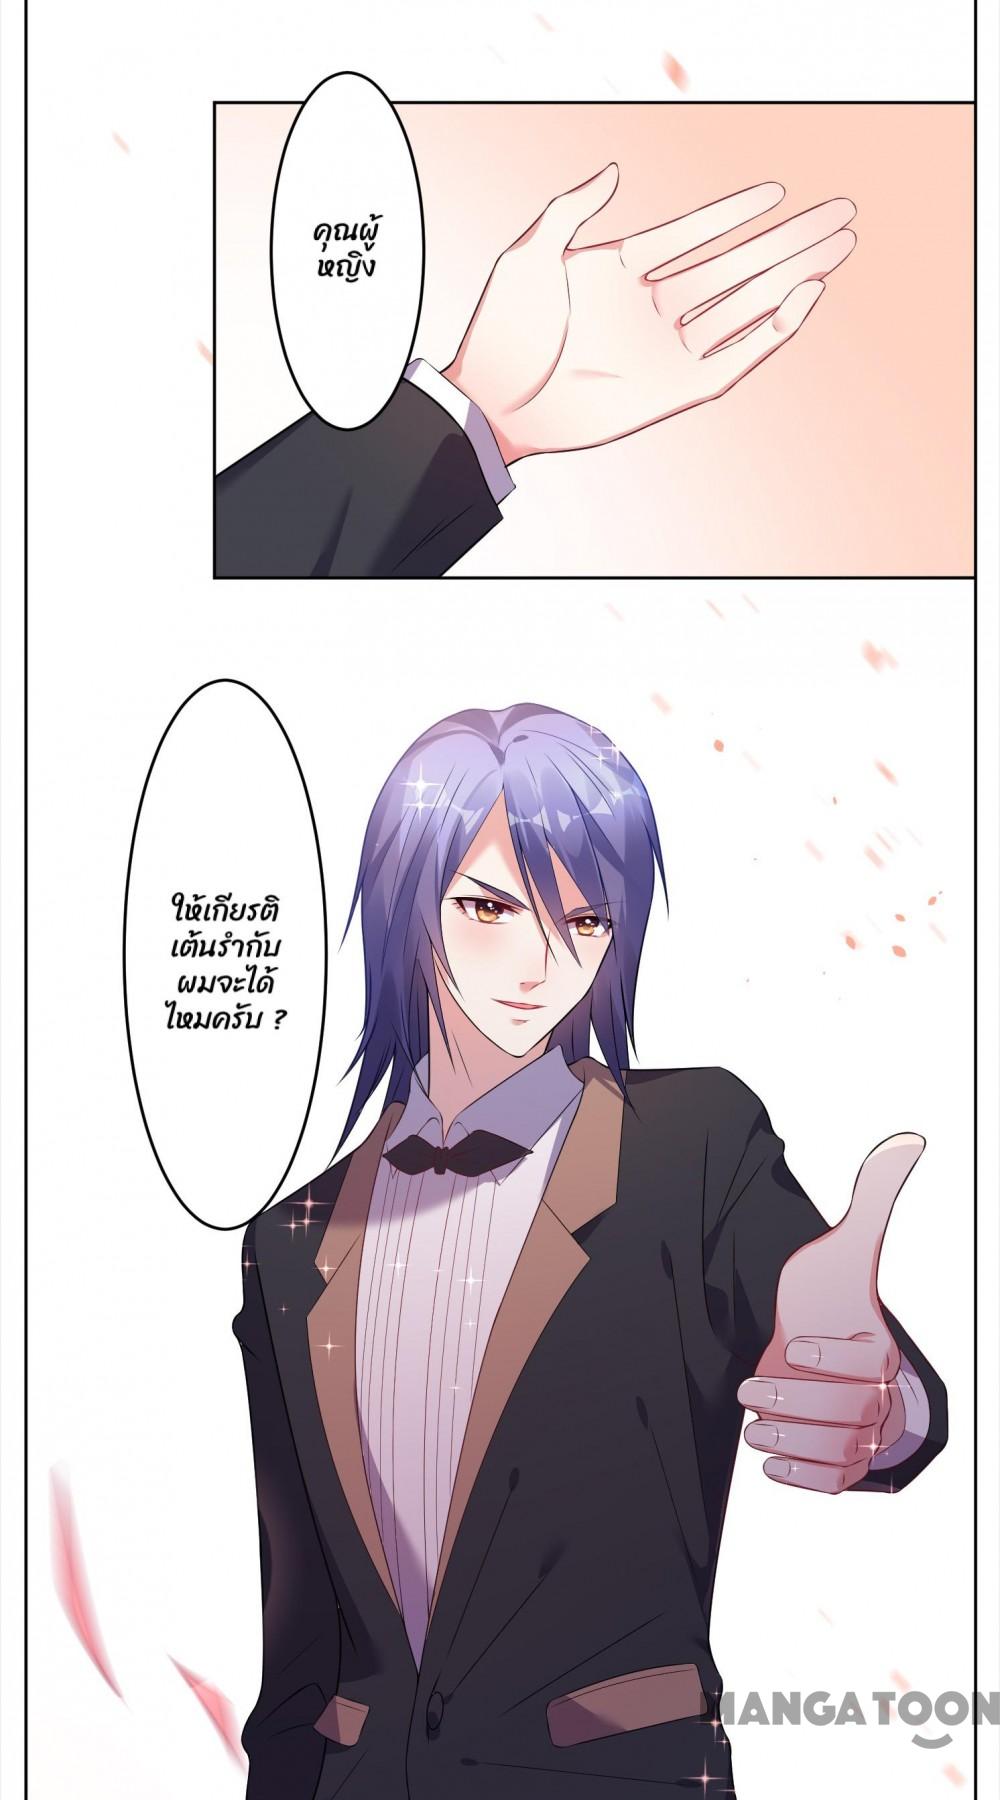 คุณผู้
หญิง
ให้เกียรติ
เต้นรำกับ
ผมจะได้
ไหมครับ ?
MANGATOON